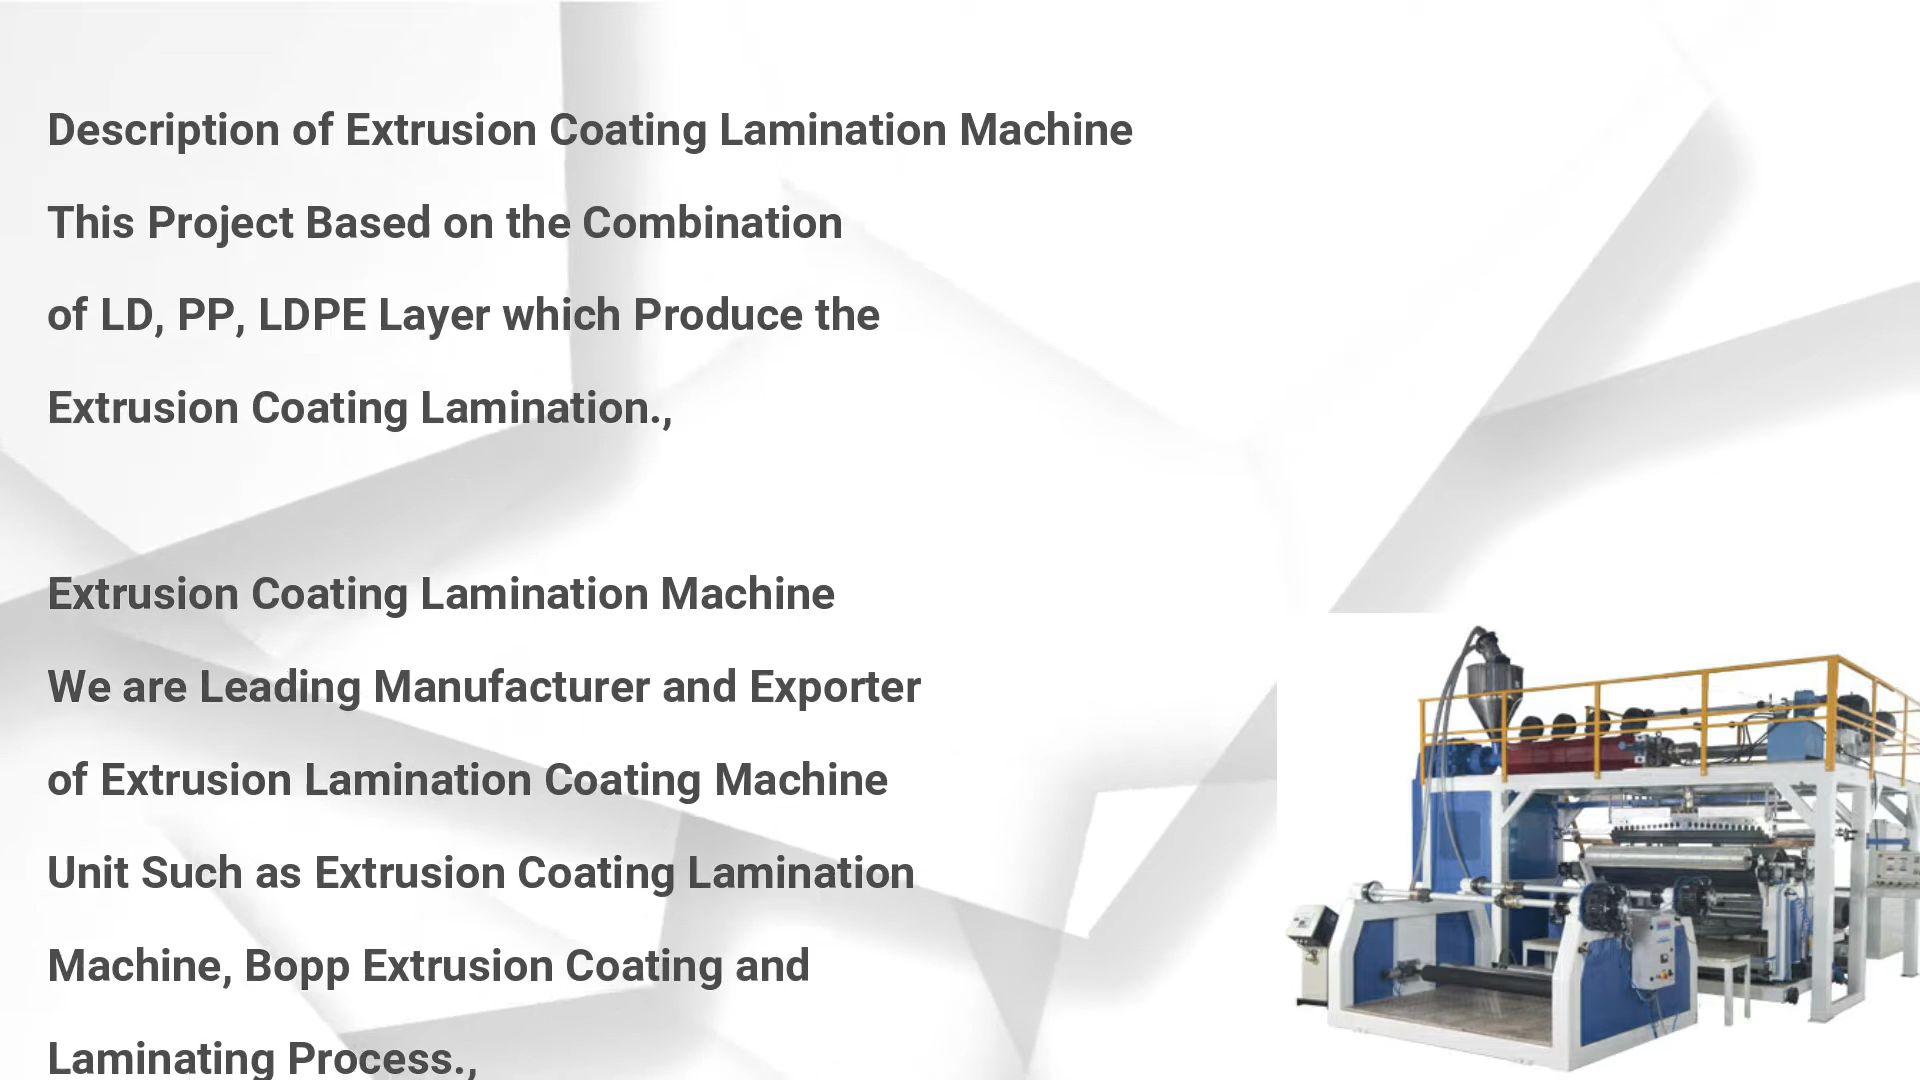 Description of Extrusion Coating Lamination Machine
This Project Based on the Combination
of LD, PP, LDPE Layer which Produce the
Extrusion Coating Lamination.,
Extrusion Coating Lamination Machine
We are Leading Manufacturer and Exporter
of Extrusion Lamination Coating Machine
Unit Such as Extrusion Coating Lamination
Machine, Bopp Extrusion Coating and
Laminating Process.,